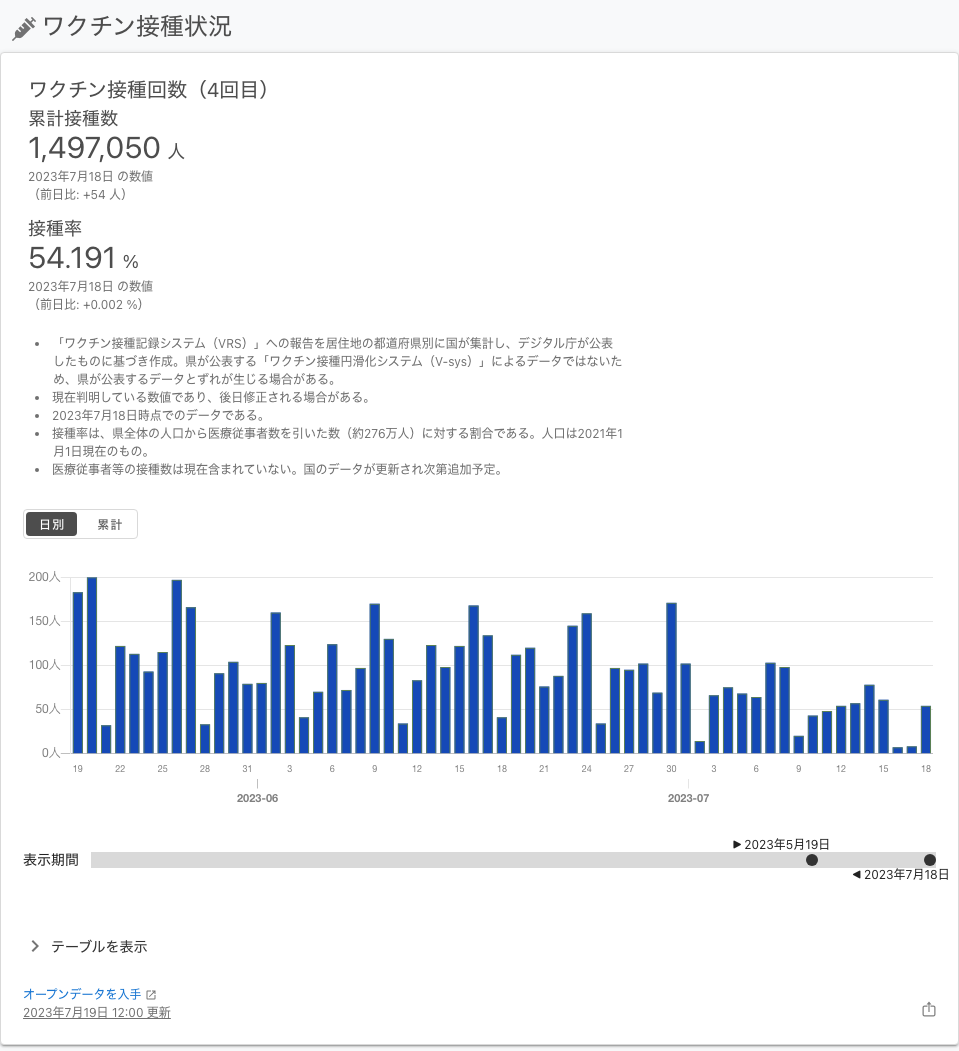 ワクチン接種状況
ワクチン接種回数（4回目）
累計接種数
1,497,050 人
2023年7月18日 の数値
（前日比: +54 人）
接種率
54.191 %
2023年7月18日 の数値
（前日比: +0.002 %）
• 「ワクチン接種記録システム（VRS）」への報告を居住地の都道府県別に国が集計し、デジタル庁が公表
したものに基づき作成。県が公表する「ワクチン接種円滑化システム（V-sys）」によるデータではないた
め、県が公表するデータとずれが生じる場合がある。
• 現在判明している数値であり、後日修正される場合がある。
• 2023年7月18日時点でのデータである。
• 接種率は、県全体の人口から医療従事者数を引いた数（約276万人）に対する割合である。人口は2021年1
月1日現在のもの。
• 医療従事者等の接種数は現在含まれていない。国のデータが更新され次第追加予定。
日別 累計
200人
150人
100人
50人
0人
19 22 25 28 31 3 6 9 12 15 18 21 24 27 30 3 6 9 12 15 18
2023-06 2023-07
▶ 2023年5月19日
表示期間
◀ 2023年7月18日
テーブルを表示
オープンデータを入手
2023年7月19日 12:00 更新